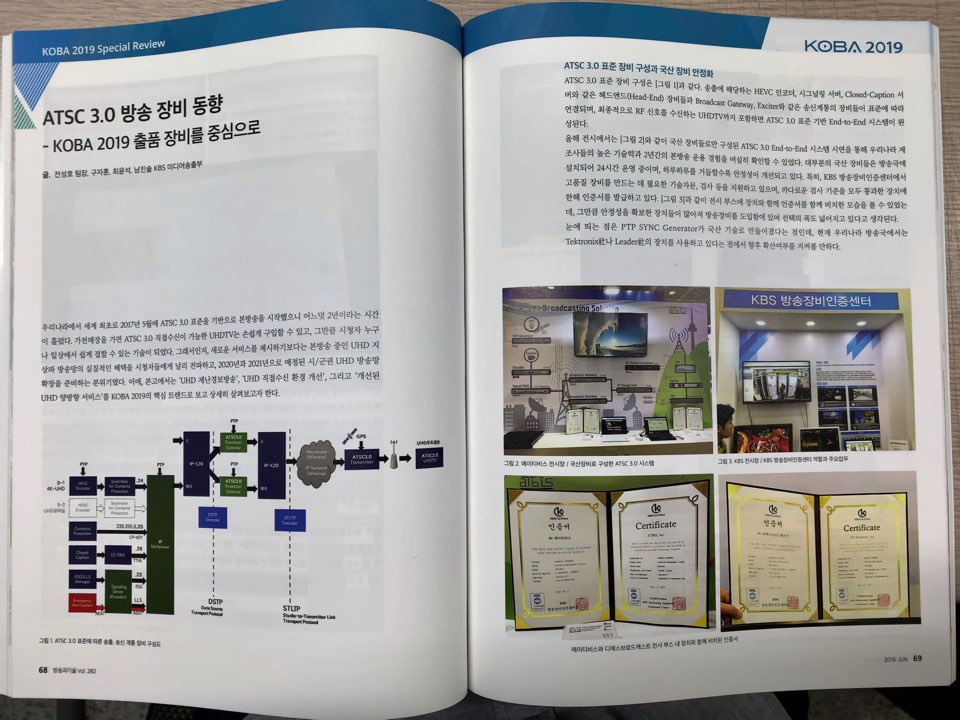 KOBA 2019 Special Review
ATSC 3.0 방송 장비 동향
- KOBA 2019 출품 장비를 중심으로
글. 전성호 팀장, 구자훈, 최윤석, 남진술 KBS 미디어송출부
우리나라에서 세계 최초로 2017년 5월에 ATSC 3.0 표준을 기반으로 본방송을 시작했으니 어느덧 2년이라는 시간
이 흘렀다. 가전매장을 가면 ATSC 3.0 직접수신이 가능한 UHDTV는 손쉽게 구입할 수 있고, 그만큼 시청자 누구
나 일상에서 쉽게 접할 수 있는 기술이 되었다. 그래서인지, 새로운 서비스를 제시하기보다는 본방송 중인 UHD 지
상파 방송망의 실질적인 혜택을 시청자들에게 널리 전파하고, 2020년과 2021년으로 예정된 시/군권 UHD 방송망
확장을 준비하는 분위기였다. 이에, 본고에서는 'UHD 재난경보방송', 'UHD 직접수신 환경 개선', 그리고 '개선된
UHD 양방향 서비스'를 KOBA 2019의 핵심 트렌드로 보고 상세히 살펴보고자 한다.
PTP
ATSC3.0
Broadcast
Gateway
IP-C/O
IP-C/O
PTP
ATSC3.0
Broadcast
Gateway
Microwave
(Wireless)
IP Network
(Wireline)
GPS
ATSC3.0
Transmitter
ATSC3.0
UHDTV
PTP
PTP
PTP
9-1
4K-UHD
HEVC
Encoder
Scrambler
for Contents
Protection
.24
9-2
HEVC
Encoder
Scrambler
for Contents
Protection
Contents
Protection
239.255.9.25
Closed
Caption
CC-ENC
.26
ESG/LLS
Manager
Signaling
Server
(Encoder)
.23
LLS
IP
Multiplexer
DSTP
Decoder
STLTP
Decoder
DSTP
Data Source
Transport Protocol
STLTP
Studio-to-Transmitter Link
Transport Protocol
그림 1. ATSC 3.0 표준에 따른 송출, 송신 계통 장비 구성도
68 방송과기술 Vol. 282
KOBA 2019
ATSC 3.0 표준 장비 구성과 국산 장비 안정화
ATSC 3.0 표준 장비 구성은 [그림 1]과 같다. 송출에 해당하는 HEVC 인코더, 시그널링 서버, Closed-Caption 서
버와 같은 헤드엔드(Head-End) 장비들과 Broadcast Gateway, Exciter와 같은 송신계통의 장비들이 표준에 따라
연결되며, 최종적으로 RF 신호를 수신하는 UHDTV까지 포함하면 ATSC 3.0 표준 기반 End-to-End 시스템이 완
성된다.
올해 전시에서는 [그림 2]와 같이 국산 장비들로만 구성된 ATSC 3.0 End-to-End 시스템 시연을 통해 우리나라 제
조사들의 높은 기술력과 2년간의 본방송 운용 경험을 여실히 확인할 수 있었다. 대부분의 국산 장비들은 방송국에
설치되어 24시간 운영 중이며, 하루하루를 거듭할수록 안정성이 개선되고 있다. 특히, KBS 방송장비인증센터에서
고품질 장비를 만드는 데 필요한 기술자문, 검사 등을 지원하고 있으며, 까다로운 검사 기준을 모두 통과한 장치에
한해 인증서를 발급하고 있다. [그림 3]과 같이 전시 부스에 장치와 함께 인증서를 함께 비치한 모습을 볼 수 있었는
데, 그만큼 안정성을 확보한 장치들이 많아져 방송장비를 도입함에 있어 선택의 폭도 넓어지고 있다고 생각된다.
눈에 띄는 점은 PTP SYNC Generator가 국산 기술로 만들어졌다는 점인데, 현재 우리나라 방송국에서는
Tektronix社나 Leader社의 장치를 사용하고 있다는 점에서 향후 확산여부를 지켜볼 만하다.
Broadcasting Solution
KBS 방송장비인증센터
그림 2. 에이티비스 전시장 / 국산장비로 구성한 ATSC 3.0 시스템
그림 3. KBS 전시장 / KBS 방송장비인증센터 역할과 주요업무
인증서
Certificate
인증서
Certificate
에이티비스와 디에스브로드캐스트 전시 부스 내 장치와 함께 비치된 인증서
2019. JUN 69